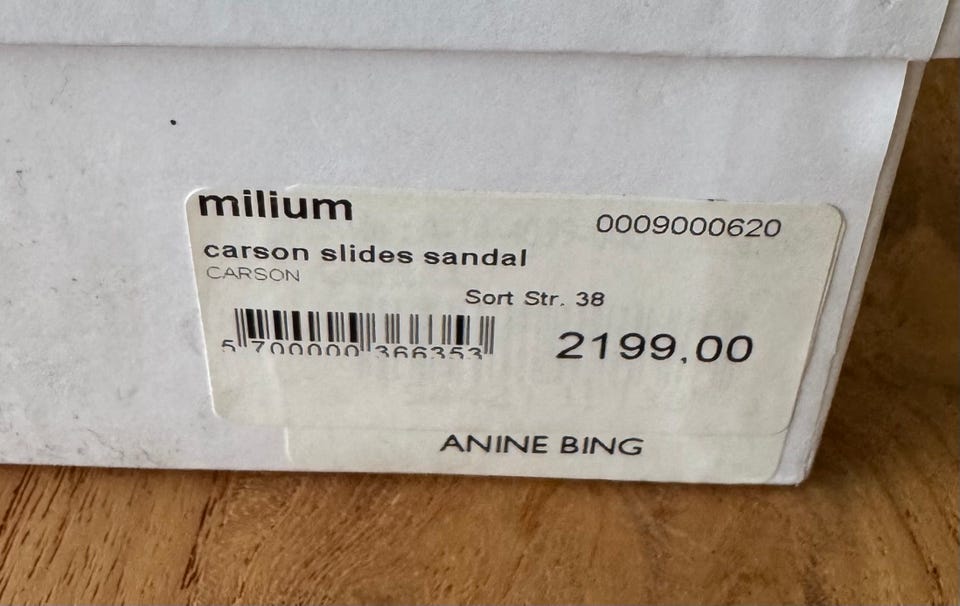 milium
0009000620
carson slides sandal
CARSON
Sort Str. 38
5 700000 366353
2199,00
ANINE BING